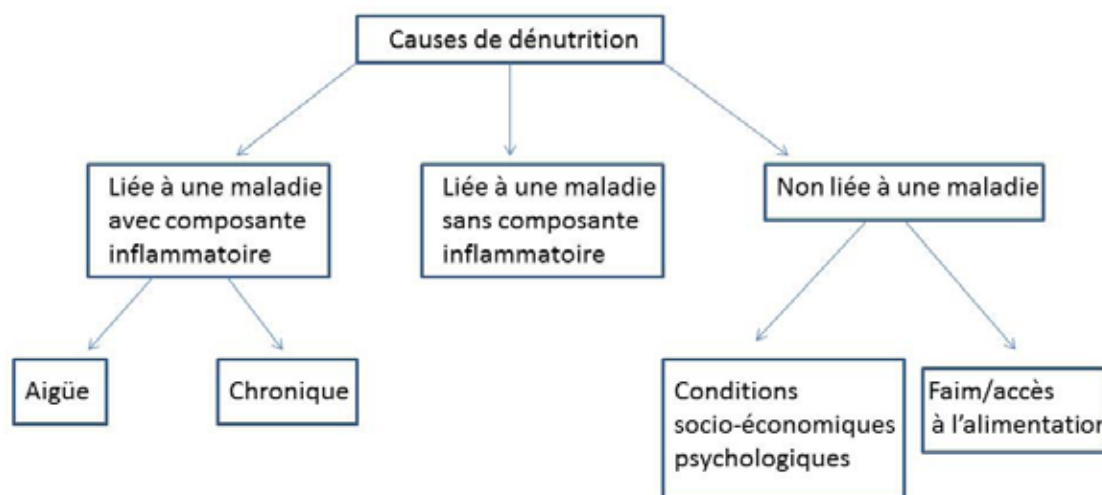 Causes de dénutrition
Liée à une maladie
avec composante
inflammatoire
Liée à une maladie
sans composante
inflammatoire
Non liée à une maladie
Aigüe
Chronique
Conditions
socio-économiques
psychologiques
Faim/accès
à l'alimentation